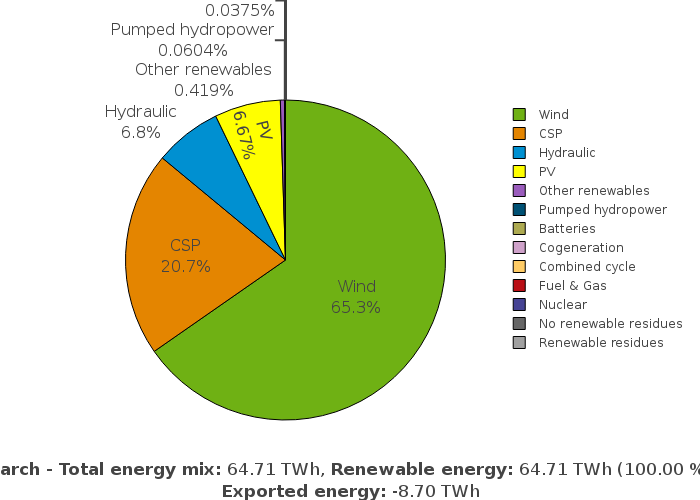 0.0375%
Pumped hydropower
0.0604%
Other renewables
0.419%
Hydraulic
6.8%
PV
6.67%
CSP
20.7%
Wind
65.3%
Wind
CSP
Hydraulic
PV
Other renewables
Pumped hydropower
Batteries
Cogeneration
Combined cycle
Fuel & Gas
Nuclear
No renewable residues
Renewable residues
arch - Total energy mix: 64.71 TWh, Renewable energy: 64.71 TWh (100.00 %
Exported energy: -8.70 TWh